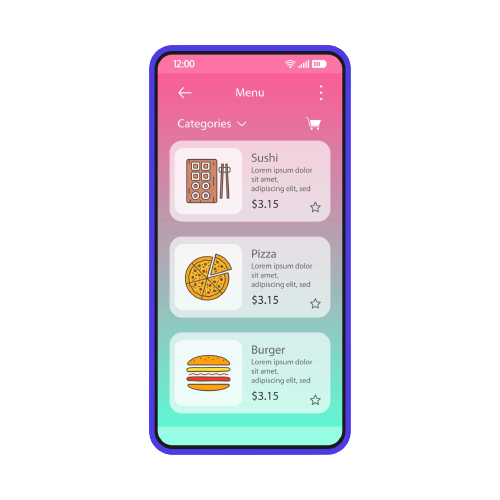 12:00
Menu
Categories
Sushi
Lorem ipsum dolor
sit amet,
adipiscing elit, sed
$3.15
Pizza
Lorem ipsum dolor
sit amet,
adipiscing elit, sed
$3.15
Burger
Lorem ipsum dolor
sit amet,
adipiscing elit, sed
$3.15